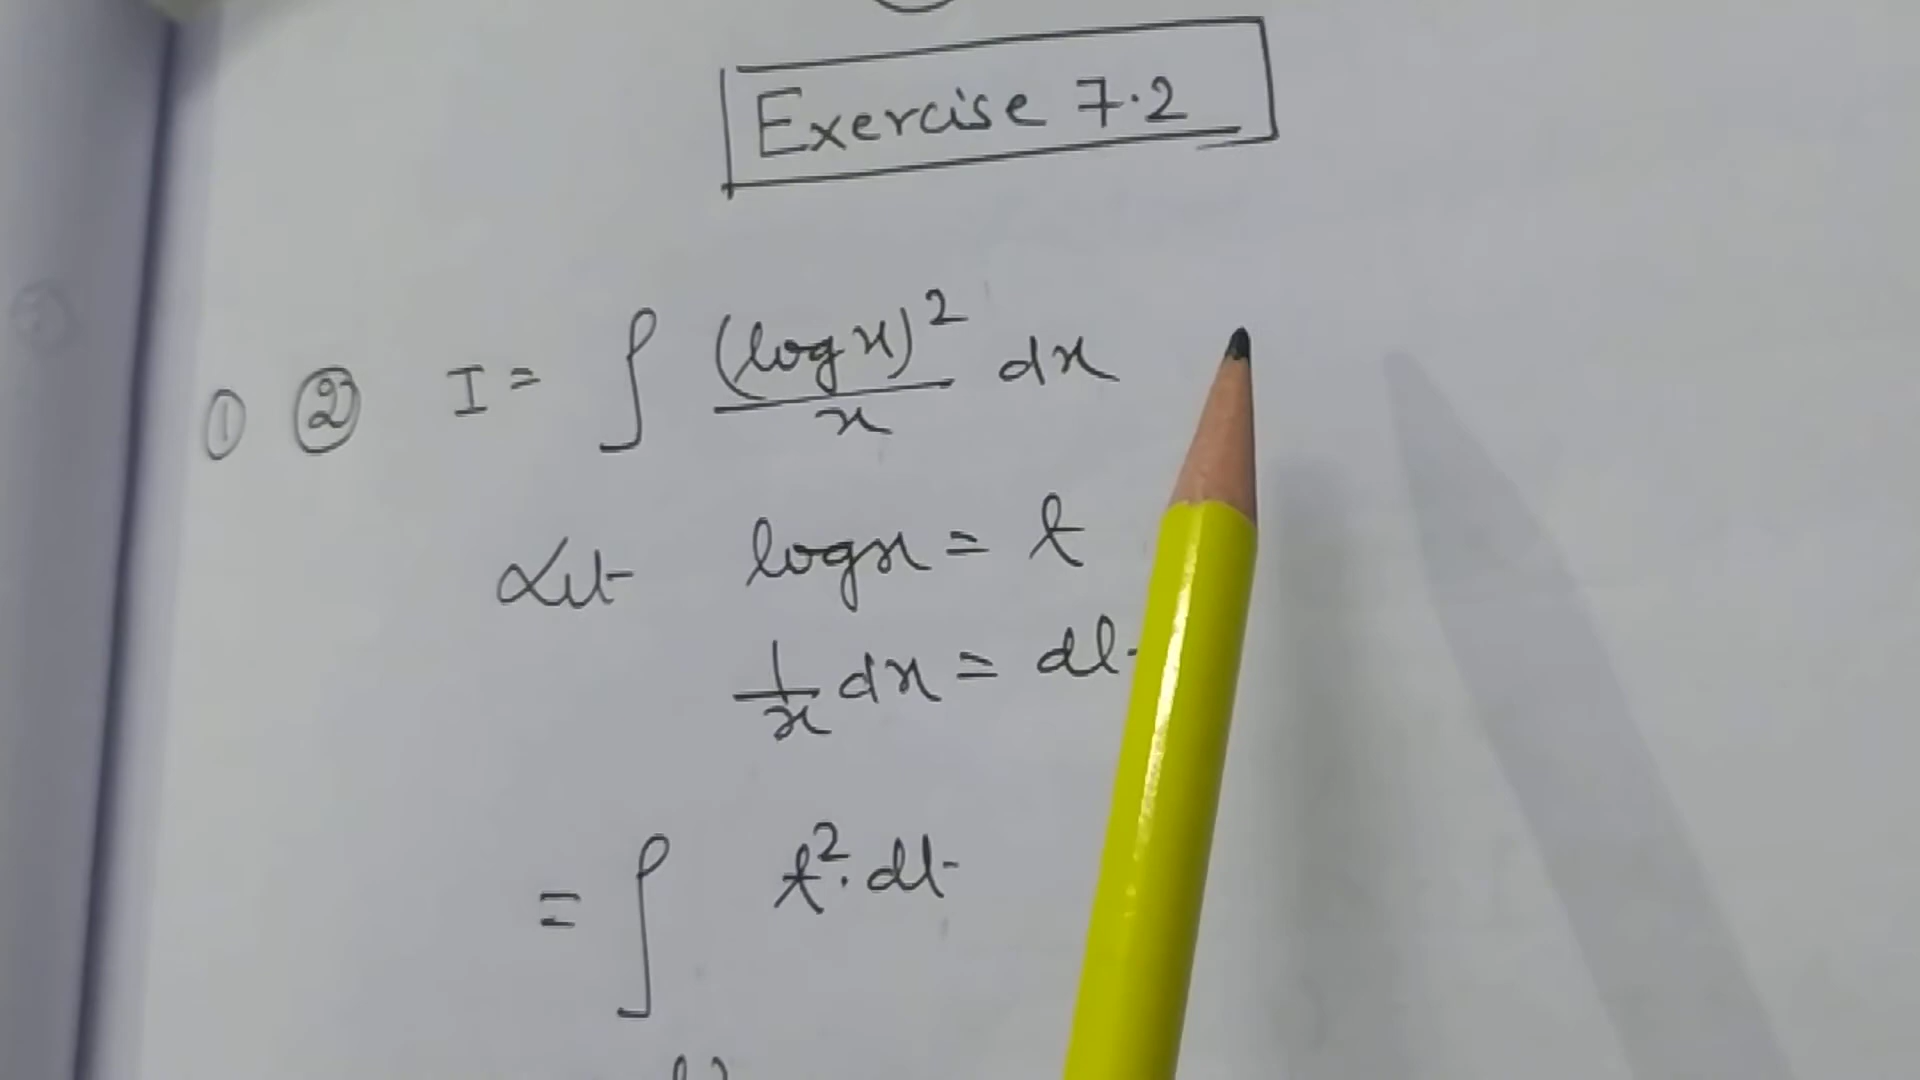 Exercise 7.2
① ② I = ∫ (log x)² / x dx
Let log x = t
1/x dx = dt
= ∫ t² . dt